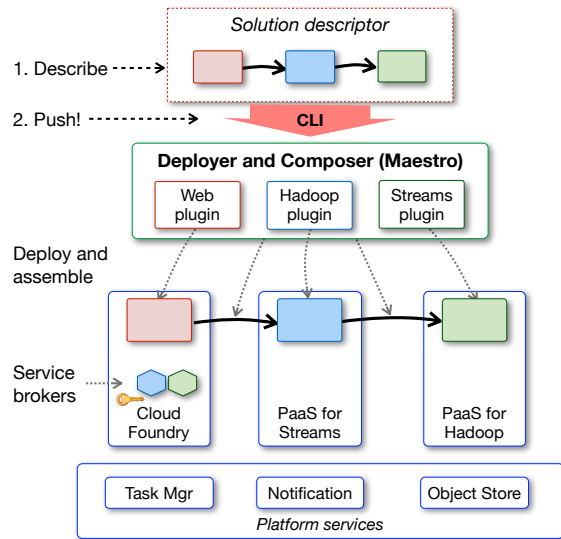 Solution descriptor
1. Describe
2. Push!
CLI
Deployer and Composer (Maestro)
Web
plugin
Hadoop
plugin
Streams
plugin
Deploy and
assemble
Service
brokers
Cloud
Foundry
PaaS for
Streams
PaaS for
Hadoop
Task Mgr
Notification
Object Store
Platform services